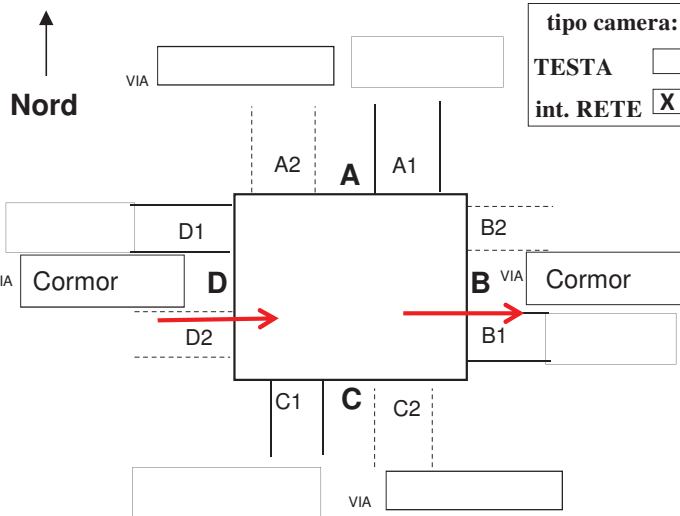 tipo camera:
VIA
Nord
TESTA
int. RETE X
A2 A A1
D1 B2
VIA Cormor D B VIA Cormor
D2 B1
C1 C C2
VIA